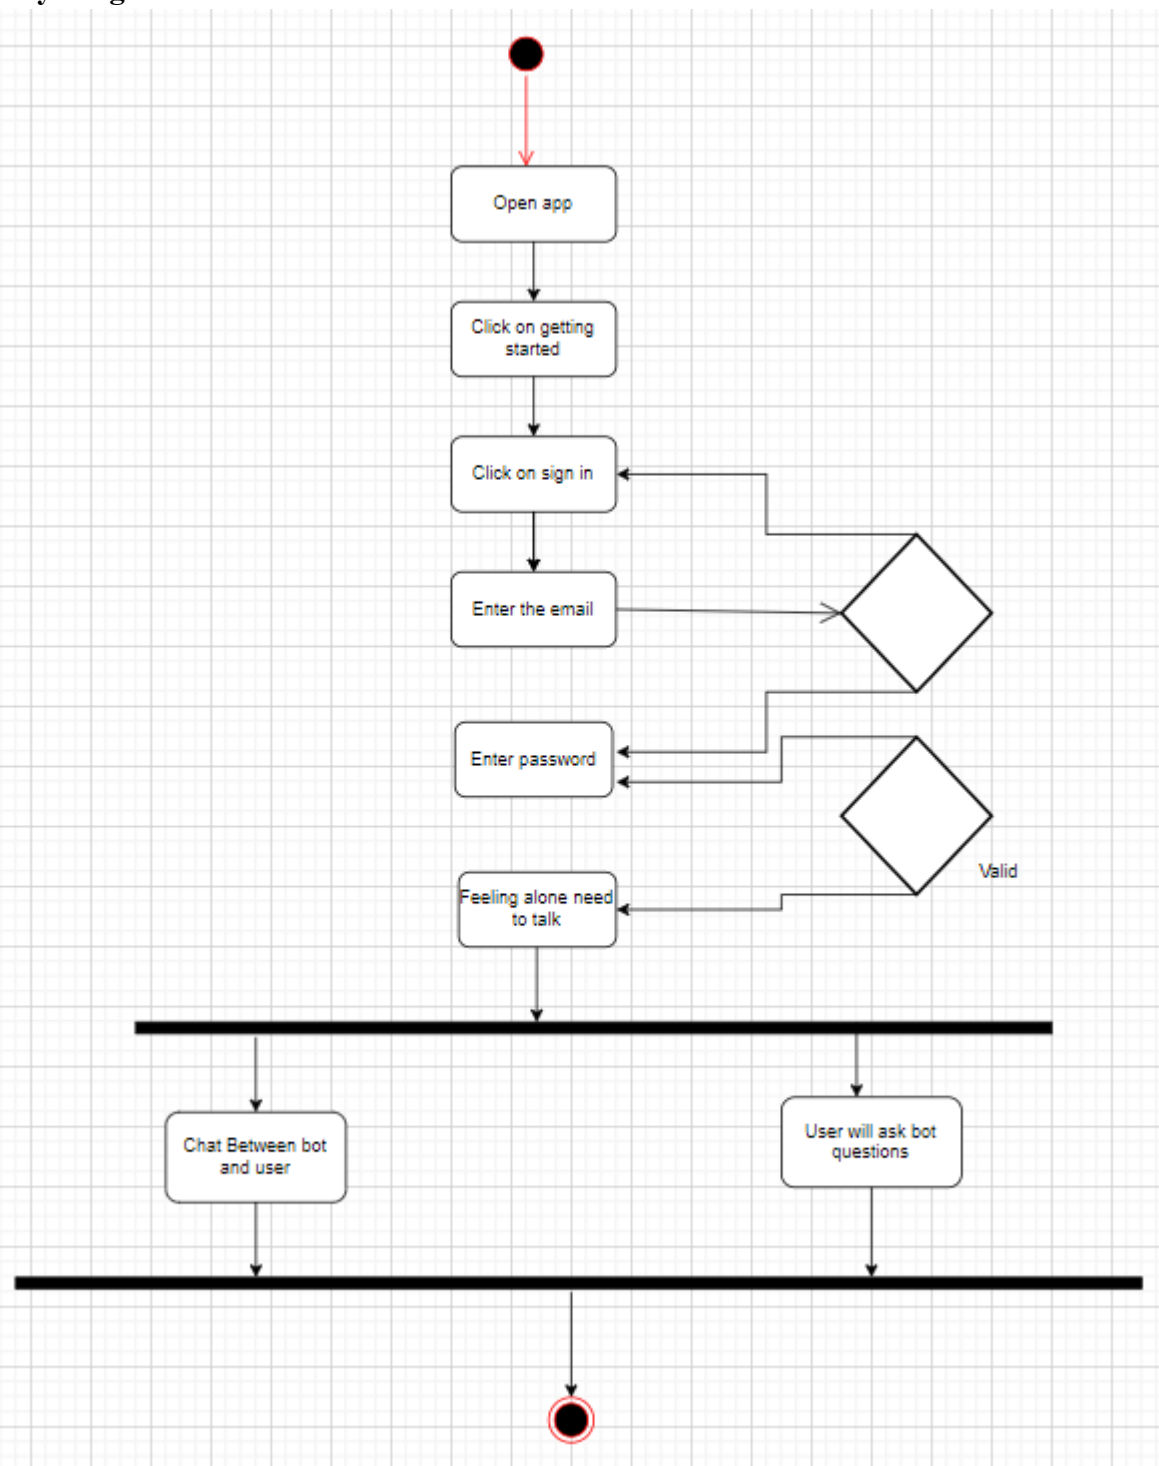 Open app
Click on getting
started
Click on sign in
Enter the email
Enter password
Valid
Feeling alone need
to talk
Chat Between bot
and user
User will ask bot
questions